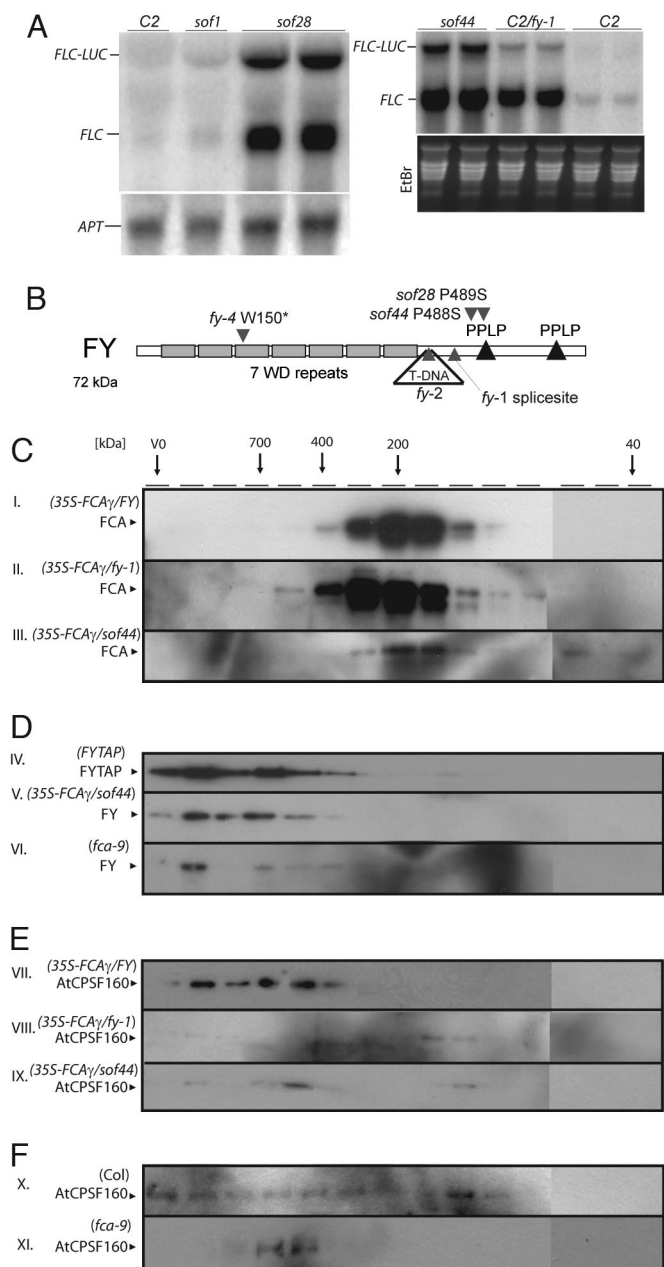 A
C2 sof1 sof28
FLC-LUC
FLC
APT
sof44 C2/fy-1 C2
FLC-LUC
FLC
EtBr
B
sof28 P489S
sof44 P488S
fy-4 W150*
PPLP PPLP
FY
72 kDa
7 WD repeats
T-DNA
fy-2
fy-1 splicesite
C
[kDa] V0 700 400 200 40
I. (35S-FCAγ/FY)
FCA
II. (35S-FCAγ/fy-1)
FCA
III. (35S-FCAγ/sof44)
FCA
D
IV. (FYTAP)
FYTAP
V. (35S-FCAγ/sof44)
FY
VI. (fca-9)
FY
E
VII. (35S-FCAγ/FY)
AtCPSF160
VIII. (35S-FCAγ/fy-1)
AtCPSF160
IX. (35S-FCAγ/sof44)
AtCPSF160
F
X. (Col)
AtCPSF160
(fca-9)
XI. AtCPSF160